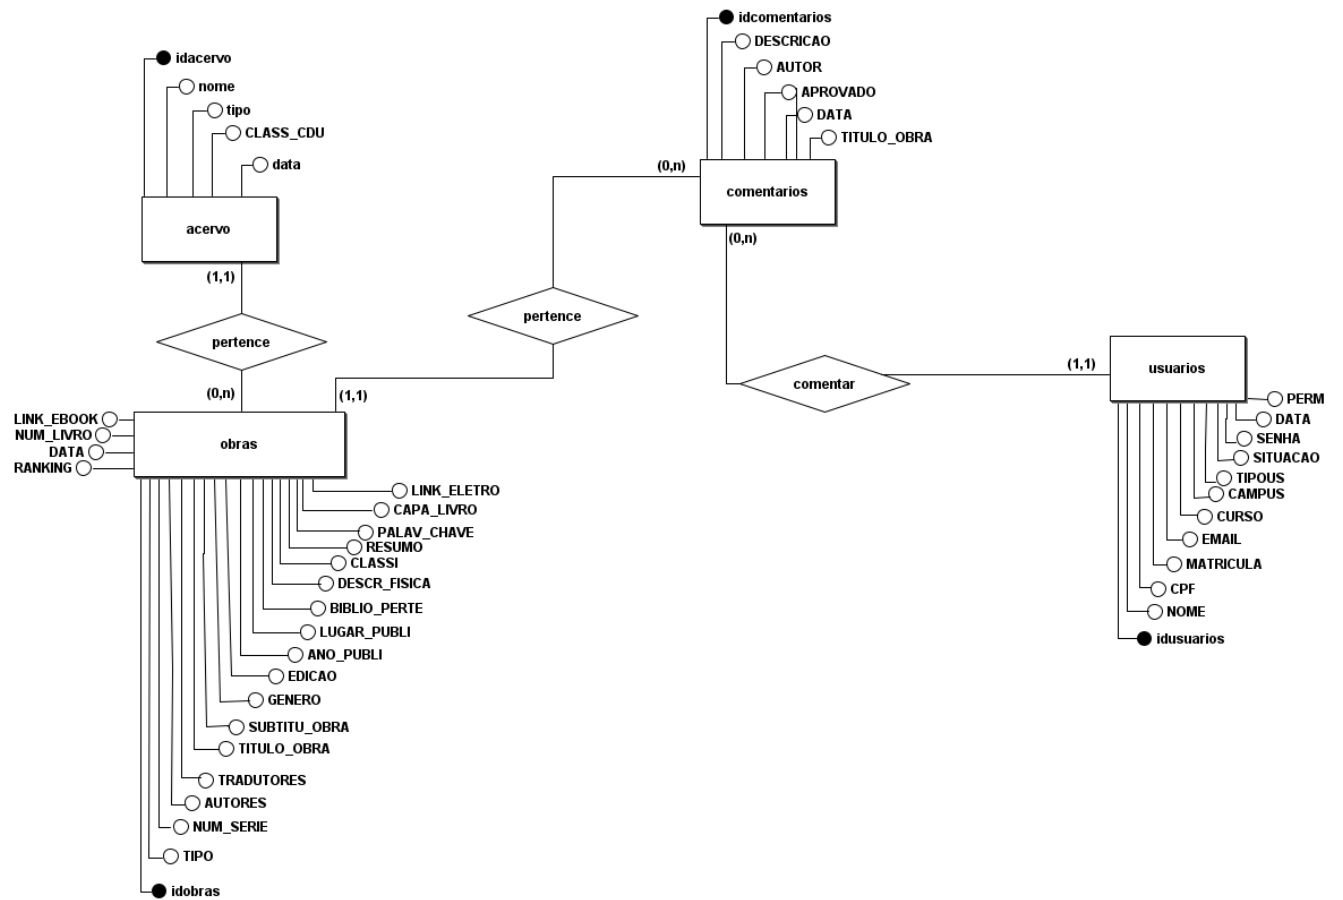 idcomentarios
DESCRICAO
AUTOR
APROVADO
DATA
TITULO_OBRA
(0,n)
comentarios
(0,n)
idacervo
nome
tipo
CLASS_CDU
data
acervo
(1,1)
pertence
(0,n)
pertence
(1,1)
comentar
(1,1)
usuarios
PERM
DATA
SENHA
SITUACAO
TIPOUS
CAMPUS
CURSO
EMAIL
MATRICULA
CPF
NOME
idusuarios
LINK_EBOOK
NUM_LIVRO
DATA
RANKING
obras
LINK_ELETRO
CAPA_LIVRO
PALAV_CHAVE
RESUMO
CLASSI
DESCR_FISICA
BIBLIO_PERTE
LUGAR_PUBLI
ANO_PUBLI
EDICAO
GENERO
SUBTITU_OBRA
TITULO_OBRA
TRADUTORES
AUTORES
NUM_SERIE
TIPO
idobras